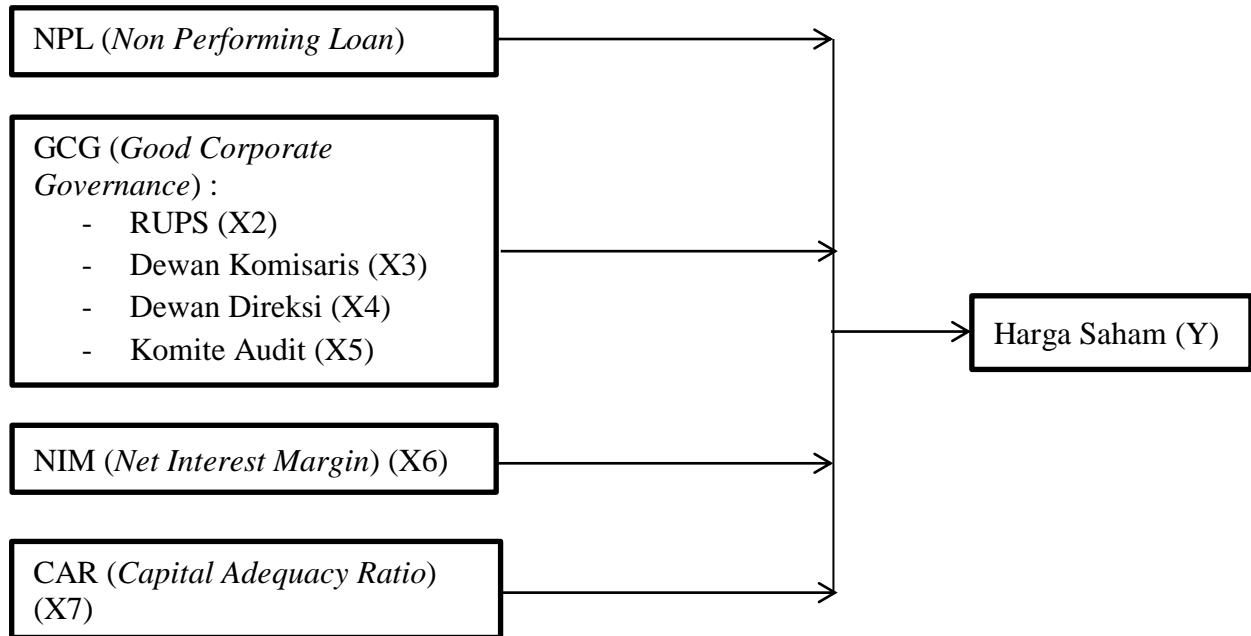 NPL (Non Performing Loan)
GCG (Good Corporate
Governance) :
- RUPS (X2)
- Dewan Komisaris (X3)
- Dewan Direksi (X4)
- Komite Audit (X5)
Harga Saham (Y)
NIM (Net Interest Margin) (X6)
CAR (Capital Adequacy Ratio)
(X7)